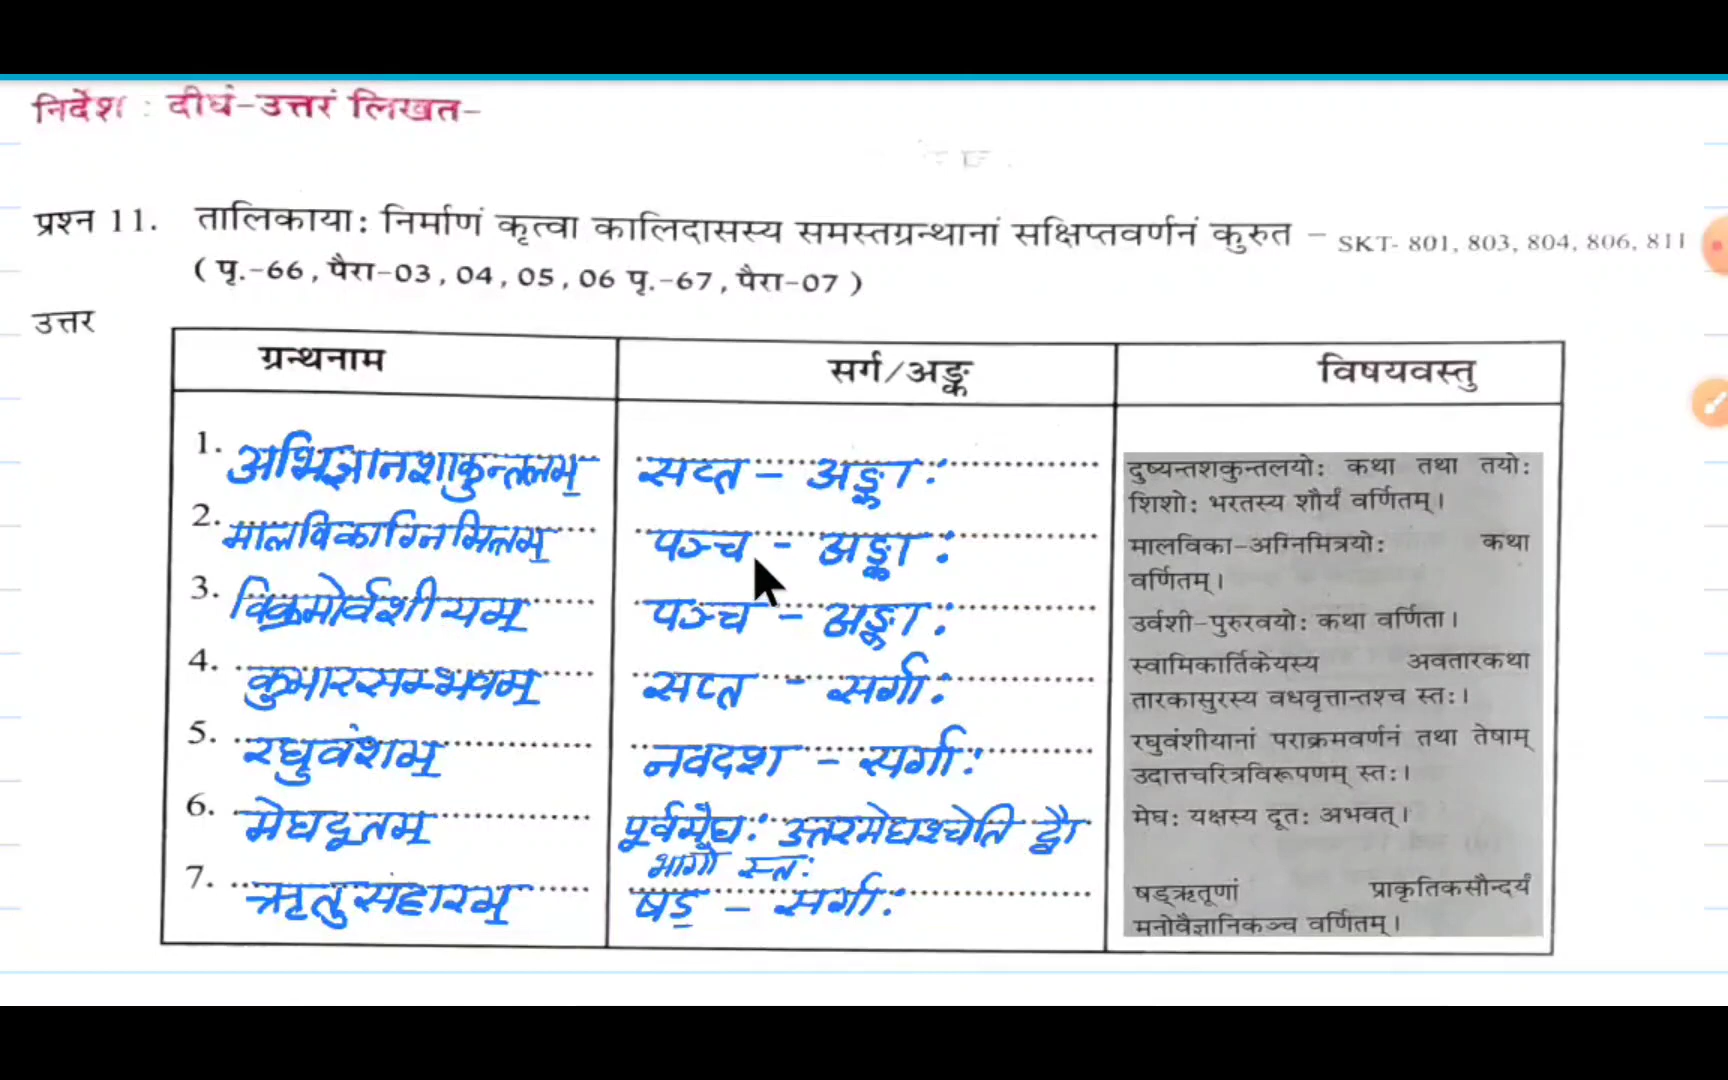 निर्देश : दीर्घ-उत्तरं लिखत-
प्रश्न 11. तालिकायाः निर्माणं कृत्वा कालिदासस्य समस्तग्रन्थानां सक्षिप्तवर्णनं कुरुत - SKT- 801, 803, 804, 806, 811
( पृ.-66, पैरा-03, 04, 05, 06 पृ.-67, पैरा-07 )
उत्तर
ग्रन्थनाम सर्ग/अङ्क विषयवस्तु
1. अभिज्ञानशाकुन्तलम् सप्त - अङ्काः दुष्यन्तशकुन्तलयोः कथा तथा तयोः
शिशोः भरतस्य शौर्यं वर्णितम्।
2. मालविकाग्निमित्रम् पञ्च - अङ्काः मालविका-अग्निमित्रयोः कथा
वर्णितम्।
3. विक्रमोर्वशीयम् पञ्च - अङ्काः उर्वशी-पुरुरवयोः कथा वर्णिता।
4. कुमारसम्भवम् सप्त - सर्गाः स्वामिकार्तिकेयस्य अवतारकथा
तारकासुरस्य वधवृत्तान्तश्च स्तः।
5. रघुवंशम् नवदश - सर्गाः रघुवंशीयानां पराक्रमवर्णनं तथा तेषाम्
उदात्तचरित्रविरूपणम् स्तः।
6. मेघदूतम् पूर्वमेघः उत्तरमेघश्चेति द्वौ मेघः यक्षस्य दूतः अभवत्।
भागौ स्तः
7. ऋतुसंहारम् षड् - सर्गाः षड्ऋतूणां प्राकृतिकसौन्दर्यं
मनोवैज्ञानिकञ्च वर्णितम्।